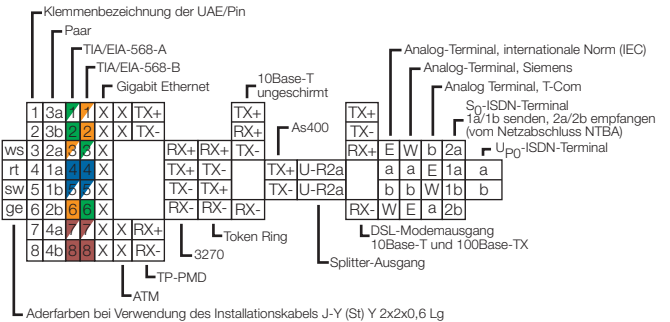 Klemmenbezeichnung der UAE/Pin
Paar
TIA/EIA-568-A
TIA/EIA-568-B
Gigabit Ethernet
10Base-T
ungeschirmt
As400
Analog-Terminal, internationale Norm (IEC)
Analog-Terminal, Siemens
Analog Terminal, T-Com
S0-ISDN-Terminal
1a/1b senden, 2a/2b empfangen
(vom Netzabschluss NTBA)
UP0-ISDN-Terminal
1 3a 1 1 X X TX+ TX+ TX+
2 3b 2 2 X X TX- RX+ TX-
ws 3 2a 3 3 X RX+ RX+ TX- RX+ E W b 2a
rt 4 1a 4 4 X TX+ TX- TX+ U-R2a a a E 1a a
sw 5 1b 5 5 X TX- TX+ TX- U-R2a b b W 1b b
ge 6 2b 6 6 X RX- RX- RX- RX- W E a 2b
7 4a 7 7 X X RX+
8 4b 8 8 X X RX-
Token Ring
3270
TP-PMD
ATM
DSL-Modemausgang
10Base-T und 100Base-TX
Splitter-Ausgang
Aderfarben bei Verwendung des Installationskabels J-Y (St) Y 2x2x0,6 Lg